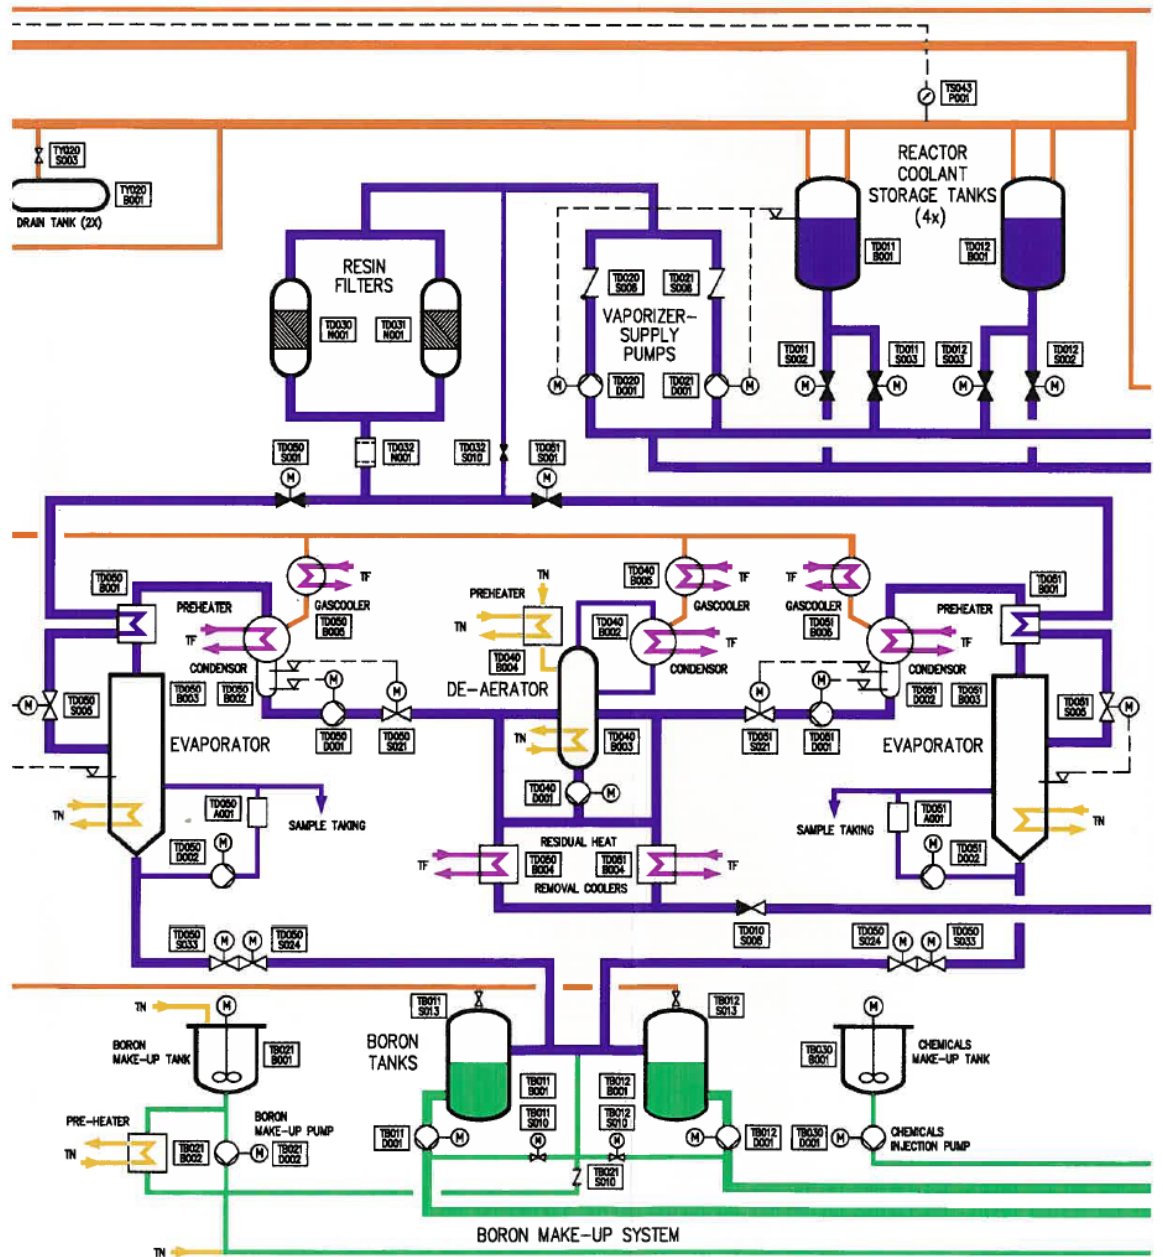 TS043
P001
TY020
S003
TY020
B001
DRAIN TANK (2X)
REACTOR
COOLANT
STORAGE TANKS
(4x)
TD011
B001
TD012
B001
RESIN
FILTERS
TD030
N001
TD031
N001
TD020
S006
TD021
S006
VAPORIZER-
SUPPLY
PUMPS
TD011
S002
TD011
S003
TD012
S003
TD012
S002
M
TD020
D001
TD021
D001
M
M
M
M
M
TD050
S001
TD032
N001
TD032
S010
TD051
S001
M
M
TD050
B001
PREHEATER
TF
GASCOOLER
TD050
B005
TF
CONDENSOR
TN
PREHEATER
TN
TD040
B004
TD040
B005
TF
GASCOOLER
TD040
B002
TF
CONDENSOR
TF
GASCOOLER
TD051
B005
TD051
B001
PREHEATER
TF
CONDENSOR
M
TD050
S005
TD050
B003
TD050
B002
M
M
TD050
D001
TD050
S021
EVAPORATOR
DE-AERATOR
TN
TD040
B003
TD040
D001
M
M
M
TD051
S021
TD051
D001
TD051
D002
TD051
B003
EVAPORATOR
TD051
S005
M
TN
TD050
A001
SAMPLE TAKING
TD050
D002
M
RESIDUAL HEAT
TF
TD050
B004
TD051
B004
TF
REMOVAL COOLERS
SAMPLE TAKING
TD051
A001
M
TD051
D002
TN
TD010
S006
TD050
S033
M
M
TD050
S024
TD050
S024
M
M
TD050
S033
TN
M
BORON
MAKE-UP TANK
TB021
B001
TB011
S013
TB012
S013
BORON
TANKS
TB011
B001
TB012
B001
M
TB030
B001
CHEMICALS
MAKE-UP TANK
PRE-HEATER
TN
TB021
B002
BORON
MAKE-UP PUMP
M
TB021
D002
TB011
D001
M
TB011
S010
M
TB012
S010
M
M
TB012
D001
TB021
S010
TB030
D001
M
CHEMICALS
INJECTION PUMP
TN
BORON MAKE-UP SYSTEM